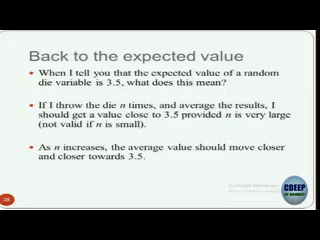 Back to the expected value
• When I tell you that the expected value of a random
die variable is 3.5, what does this mean?
• If I throw the die n times, and average the results, I
should get a value close to 3.5 provided n is very large
(not valid if n is small).
• As n increases, the average value should move closer
and closer towards 3.5.
CDEEP
IIT BOMBAY